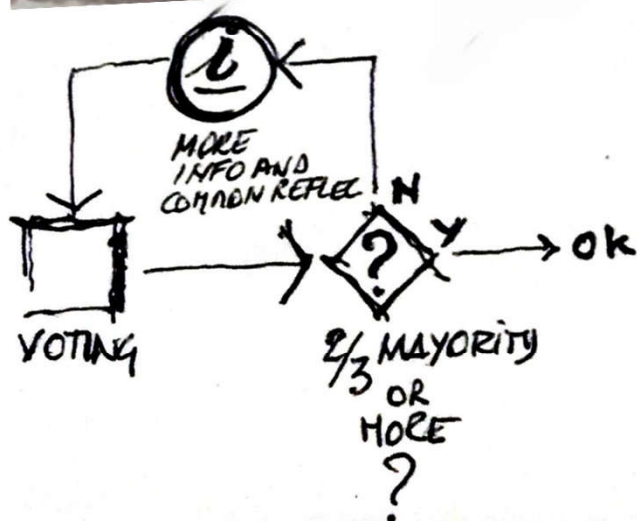 i
MORE
INFO AND
COMMON REFLEC
N
?
Y
OK
VOTING
2/3 MAYORITY
OR
MORE
?